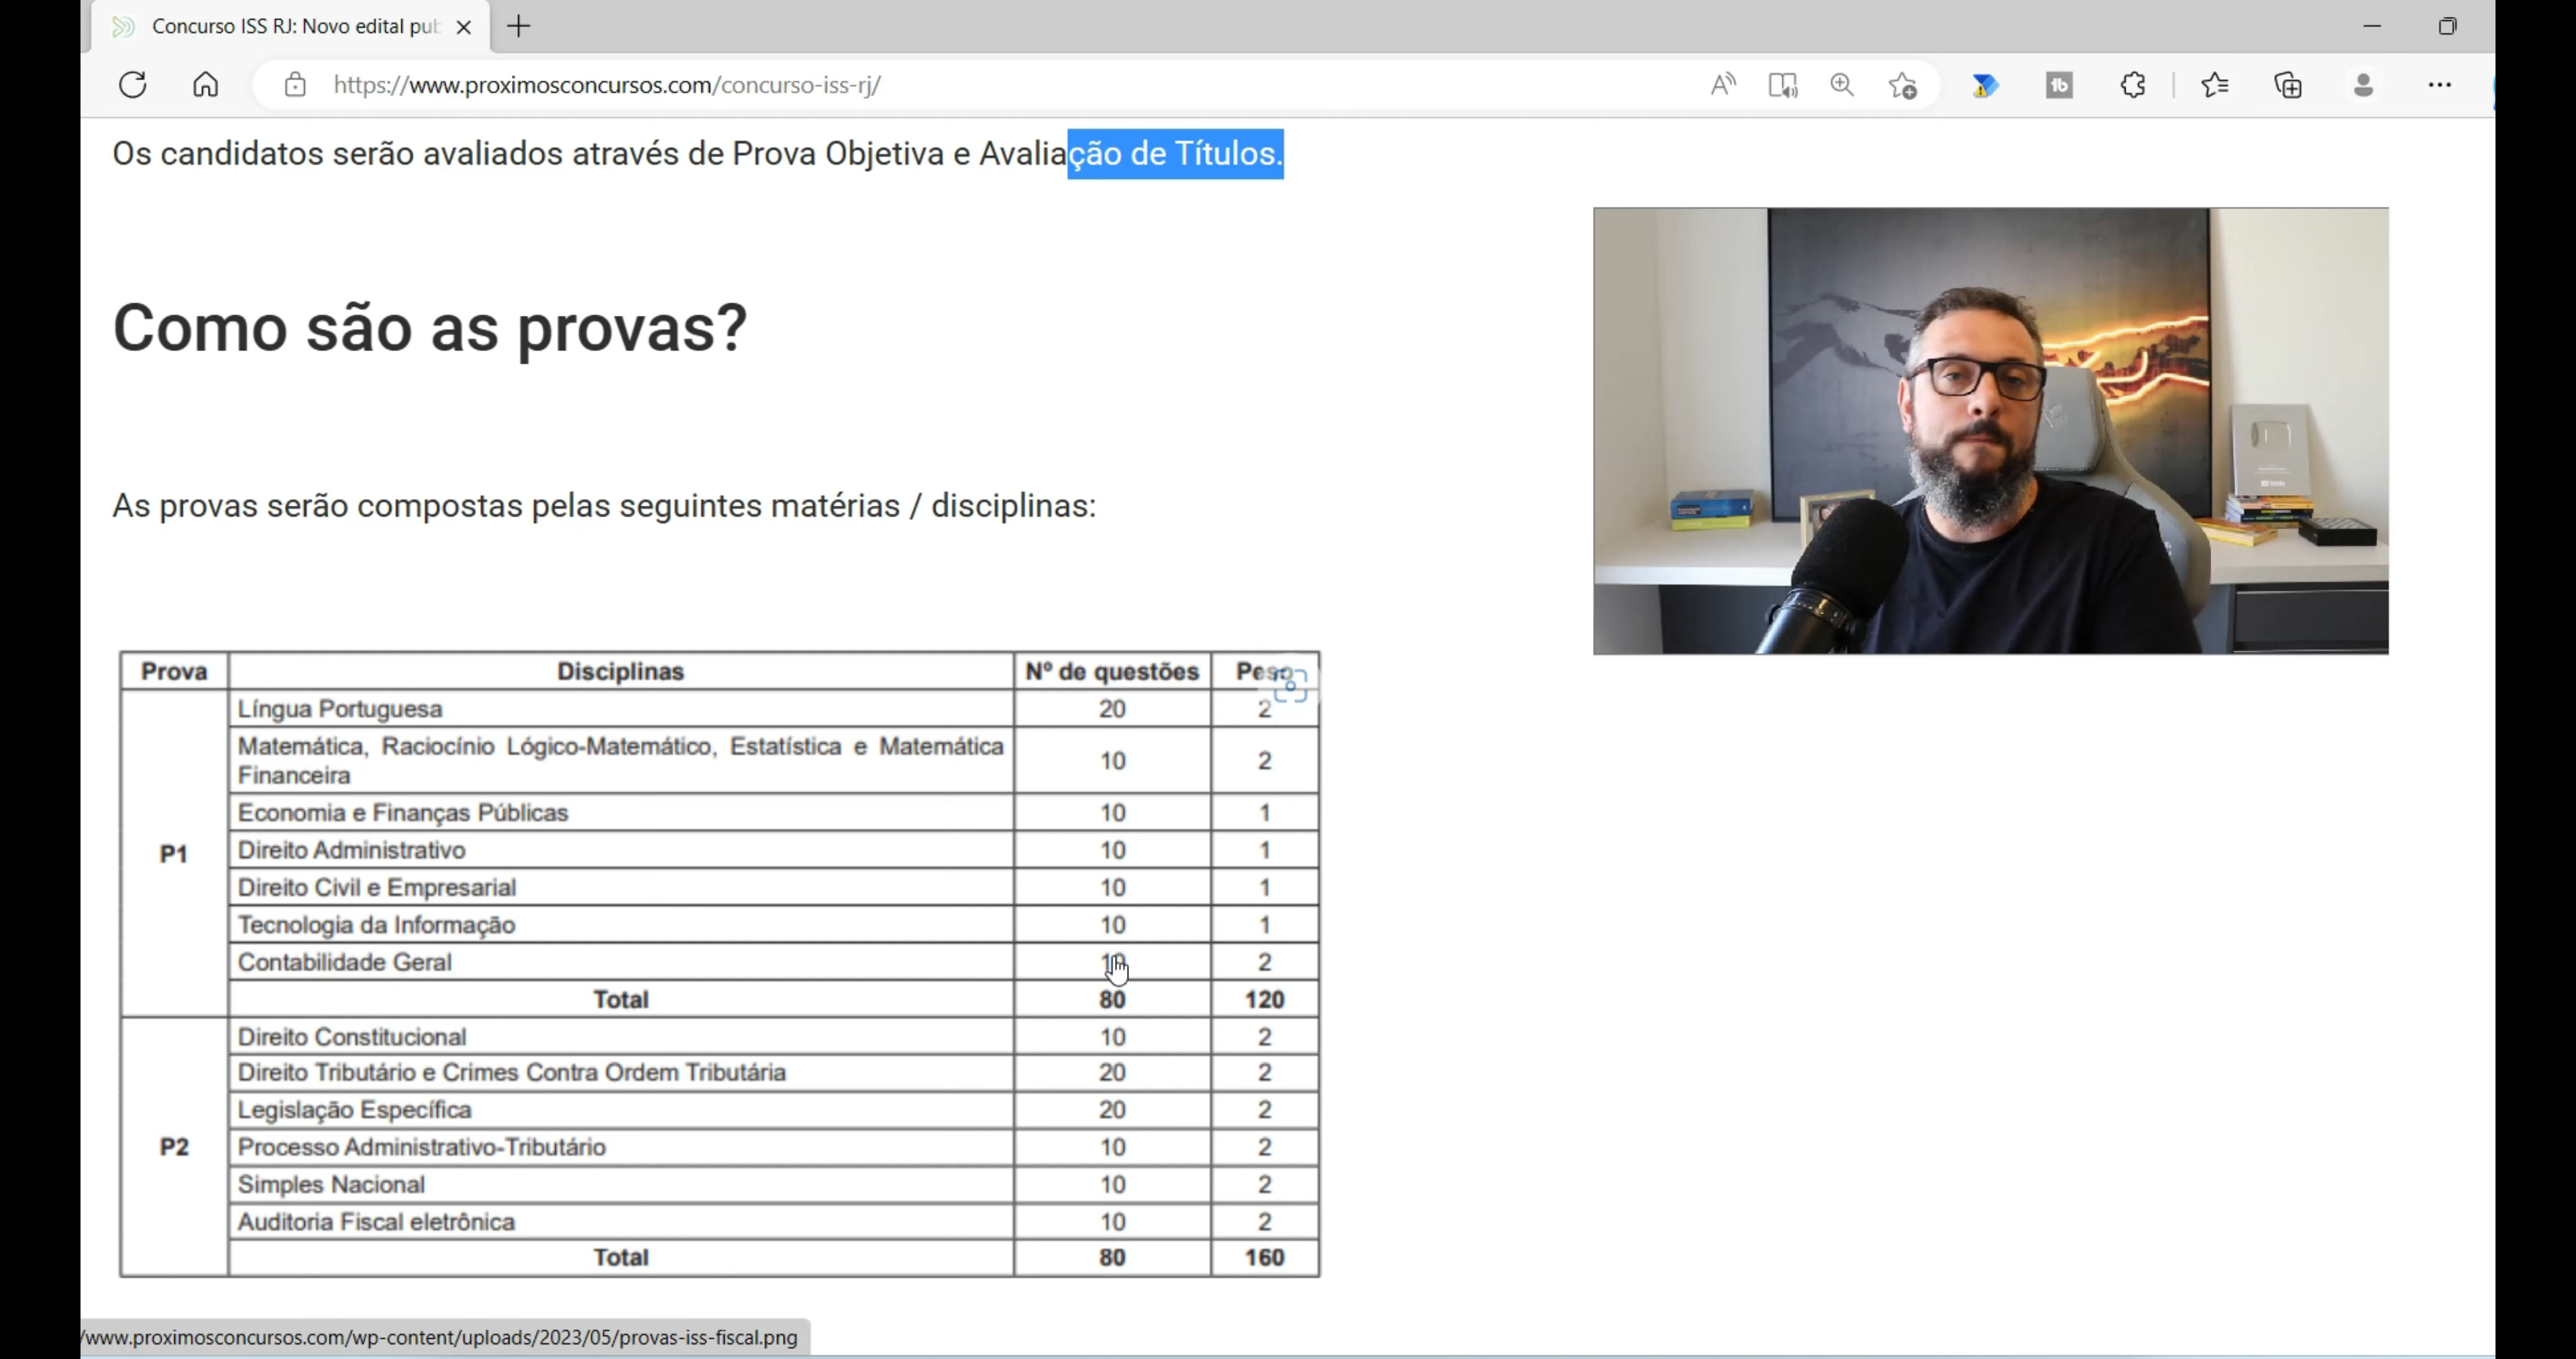 Concurso ISS RJ: Novo edital pub
https://www.proximosconcursos.com/concurso-iss-rj/
Os candidatos serão avaliados através de Prova Objetiva e Avaliação de Títulos.
Como são as provas?
As provas serão compostas pelas seguintes matérias / disciplinas:
Prova Disciplinas Nº de questões Peso
Língua Portuguesa 20 2
Matemática, Raciocínio Lógico-Matemático, Estatística e Matemática
Financeira 10 2
Economia e Finanças Públicas 10 1
P1 Direito Administrativo 10 1
Direito Civil e Empresarial 10 1
Tecnologia da Informação 10 1
Contabilidade Geral 10 2
Total 80 120
Direito Constitucional 10 2
Direito Tributário e Crimes Contra Ordem Tributária 20 2
Legislação Específica 20 2
P2 Processo Administrativo-Tributário 10 2
Simples Nacional 10 2
Auditoria Fiscal eletrônica 10 2
Total 80 160
/www.proximosconcursos.com/wp-content/uploads/2023/05/provas-iss-fiscal.png